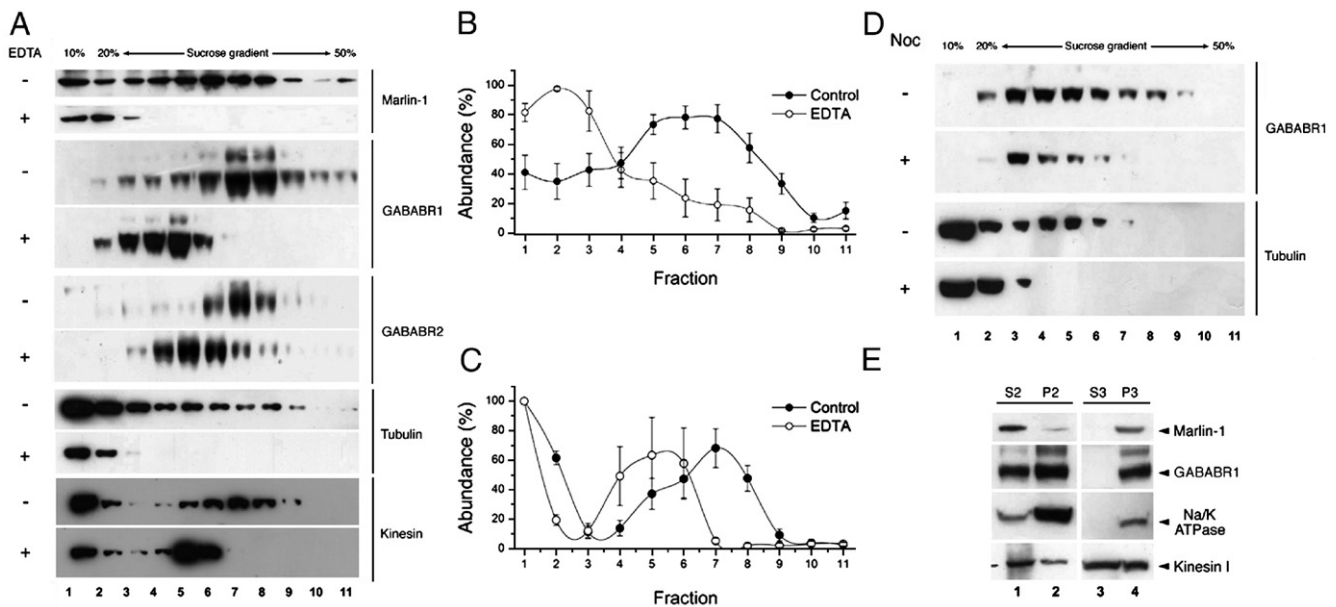 A
EDTA 10% 20% Sucrose gradient 50%
-
+
Marlin-1
-
+
GABABR1
-
+
GABABR2
-
+
Tubulin
-
+
Kinesin
1 2 3 4 5 6 7 8 9 10 11
B
Abundance (%)
100
80
60
40
20
0
Control
EDTA
1 2 3 4 5 6 7 8 9 10 11
Fraction
C
Abundance (%)
100
80
60
40
20
0
Control
EDTA
1 2 3 4 5 6 7 8 9 10 11
Fraction
D
Noc 10% 20% Sucrose gradient 50%
-
+
GABABR1
-
+
Tubulin
1 2 3 4 5 6 7 8 9 10 11
E
S2 P2 S3 P3
Marlin-1
GABABR1
Na/K
ATPase
Kinesin I
1 2 3 4